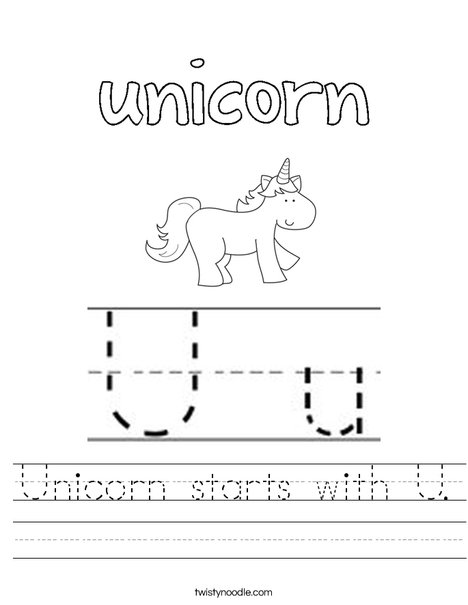 unicorn
U u
Unicorn starts with U.
twistynoodle.com